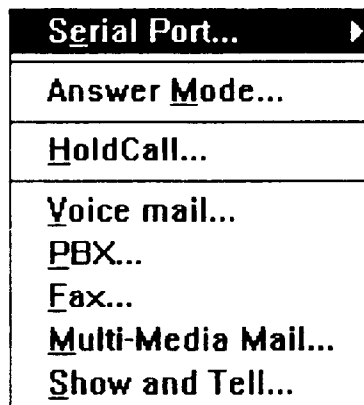 Serial Port...
Answer Mode...
HoldCall...
Voice mail...
PBX...
Fax...
Multi-Media Mail...
Show and Tell...